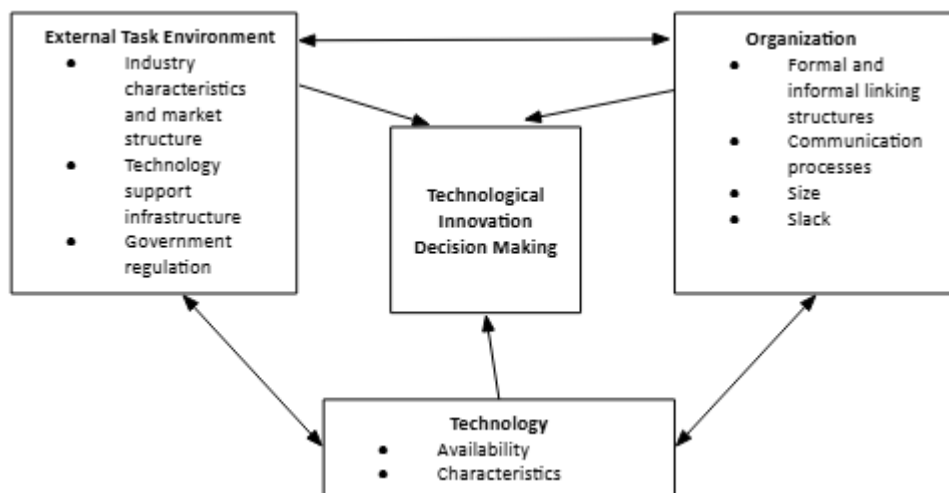 External Task Environment
● Industry
characteristics
and market
structure
● Technology
support
infrastructure
● Government
regulation
Technological
Innovation
Decision Making
Organization
● Formal and
informal linking
structures
● Communication
processes
● Size
● Slack
Technology
● Availability
● Characteristics